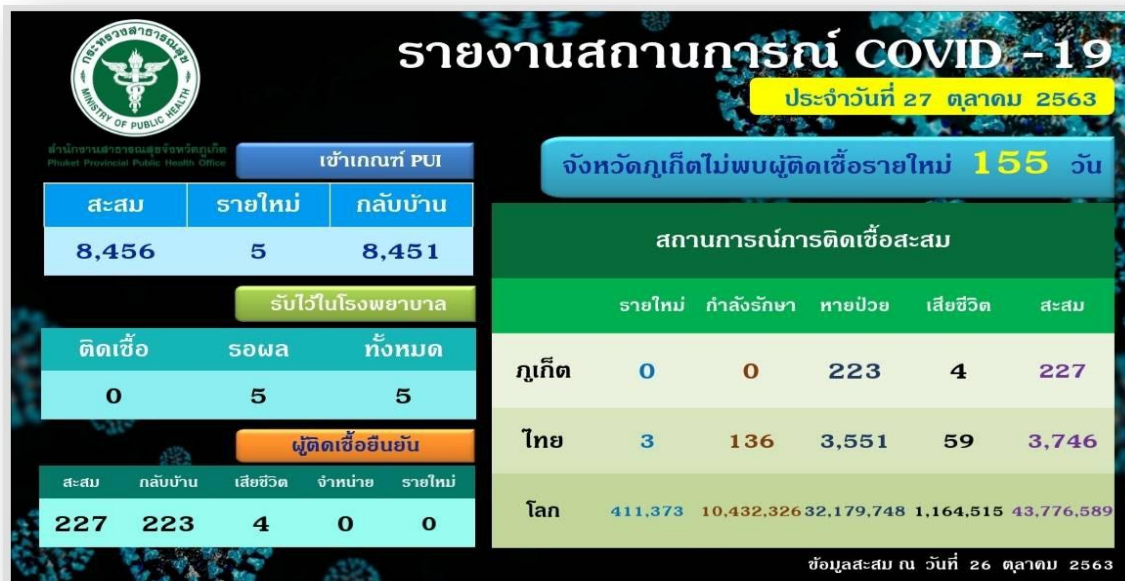 กระทรวงสาธารณสุข
MINISTRY OF PUBLIC HEALTH
สำนักงานสาธารณสุขจังหวัดภูเก็ต
Phuket Provincial Public Health Office
รายงานสถานการณ์ COVID -19
ประจำวันที่ 27 ตุลาคม 2563
เข้าเกณฑ์ PUI
สะสม รายใหม่ กลับบ้าน
8,456 5 8,451
รับไว้ในโรงพยาบาล
ติดเชื้อ รอผล ทั้งหมด
0 5 5
ผู้ติดเชื้อยืนยัน
สะสม กลับบ้าน เสียชีวิต จำหน่าย รายใหม่
227 223 4 0 0
จังหวัดภูเก็ตไม่พบผู้ติดเชื้อรายใหม่ 155 วัน
สถานการณ์การติดเชื้อสะสม
รายใหม่ กำลังรักษา หายป่วย เสียชีวิต สะสม
ภูเก็ต 0 0 223 4 227
ไทย 3 136 3,551 59 3,746
โลก 411,373 10,432,326 32,179,748 1,164,515 43,776,589
ข้อมูลสะสม ณ วันที่ 26 ตุลาคม 2563